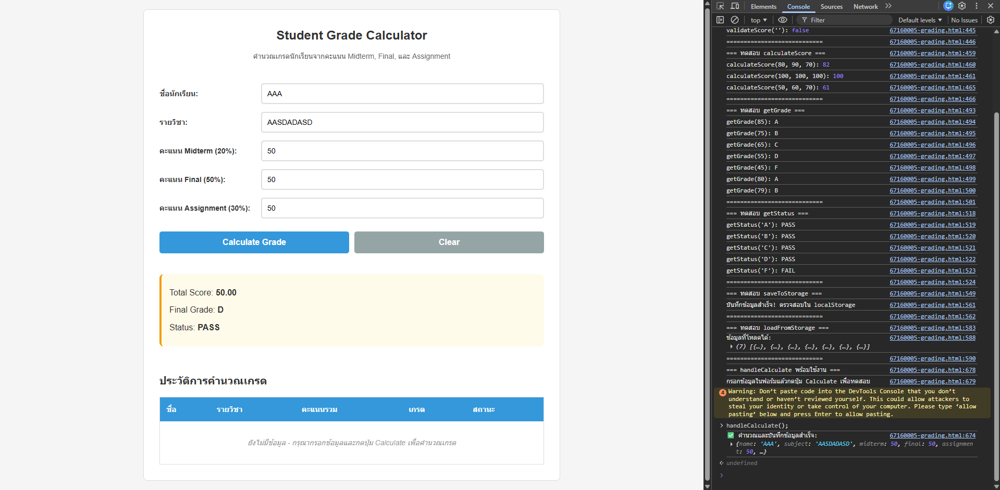 Student Grade Calculator
คำนวณเกรดนักเรียนจากคะแนน Midterm, Final, และ Assignment
ชื่อนักเรียน:
AAA
รายวิชา:
AASDADASD
คะแนน Midterm (20%):
50
คะแนน Final (50%):
50
คะแนน Assignment (30%):
50
Calculate Grade
Clear
Total Score: 50.00
Final Grade: D
Status: PASS
ประวัติการคำนวณเกรด
ชื่อ รายวิชา คะแนนรวม เกรด สถานะ
ยังไม่มีข้อมูล - กรุณากรอกข้อมูลและกดปุ่ม Calculate เพื่อคำนวณเกรด
Elements Console Sources Network
top Filter Default levels No Issues
validateScore(''): false 67160005-grading.html:445
============================ 67160005-grading.html:446
=== ทดสอบ calculateScore === 67160005-grading.html:459
calculateScore(80, 90, 70): 82 67160005-grading.html:460
calculateScore(100, 100, 100): 100 67160005-grading.html:461
calculateScore(50, 60, 70): 61 67160005-grading.html:465
============================ 67160005-grading.html:466
=== ทดสอบ getGrade === 67160005-grading.html:493
getGrade(85): A 67160005-grading.html:494
getGrade(75): B 67160005-grading.html:495
getGrade(65): C 67160005-grading.html:496
getGrade(55): D 67160005-grading.html:497
getGrade(45): F 67160005-grading.html:498
getGrade(80): A 67160005-grading.html:499
getGrade(79): B 67160005-grading.html:500
============================ 67160005-grading.html:501
=== ทดสอบ getStatus === 67160005-grading.html:518
getStatus('A'): PASS 67160005-grading.html:519
getStatus('B'): PASS 67160005-grading.html:520
getStatus('C'): PASS 67160005-grading.html:521
getStatus('D'): PASS 67160005-grading.html:522
getStatus('F'): FAIL 67160005-grading.html:523
============================ 67160005-grading.html:524
=== ทดสอบ saveToStorage === 67160005-grading.html:549
บันทึกข้อมูลสำเร็จ! ตรวจสอบใน localStorage 67160005-grading.html:561
============================ 67160005-grading.html:562
=== ทดสอบ loadFromStorage === 67160005-grading.html:583
ข้อมูลที่โหลดได้: 67160005-grading.html:588
(7) [{…}, {…}, {…}, {…}, {…}, {…}, {…}]
============================ 67160005-grading.html:590
=== handleCalculate พร้อมใช้งาน === 67160005-grading.html:678
กรอกข้อมูลในฟอร์มแล้วกดปุ่ม Calculate เพื่อทดสอบ 67160005-grading.html:679
4 Warning: Don’t paste code into the DevTools Console that you don’t
understand or haven’t reviewed yourself. This could allow attackers to
steal your identity or take control of your computer. Please type ‘allow
pasting’ below and press Enter to allow pasting.
handleCalculate();
✅ คำนวณและบันทึกข้อมูลสำเร็จ: 67160005-grading.html:674
{name: 'AAA', subject: 'AASDADASD', midterm: 50, final: 50, assignmen
t: 50, …}
undefined